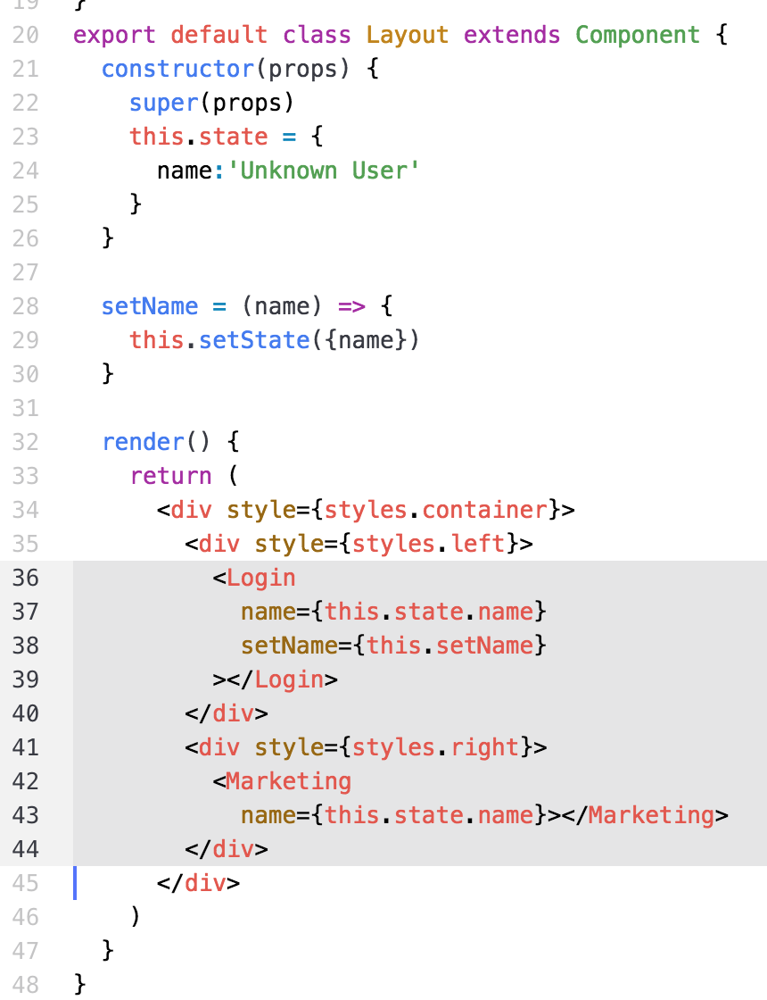 19 }
20 export default class Layout extends Component {
21   constructor(props) {
22     super(props)
23     this.state = {
24       name:'Unknown User'
25     }
26   }
27
28   setName = (name) => {
29     this.setState({name})
30   }
31
32   render() {
33     return (
34       <div style={styles.container}>
35         <div style={styles.left}>
36           <Login
37             name={this.state.name}
38             setName={this.setName}
39           ></Login>
40         </div>
41         <div style={styles.right}>
42           <Marketing
43             name={this.state.name}></Marketing>
44         </div>
45       </div>
46     )
47   }
48 }